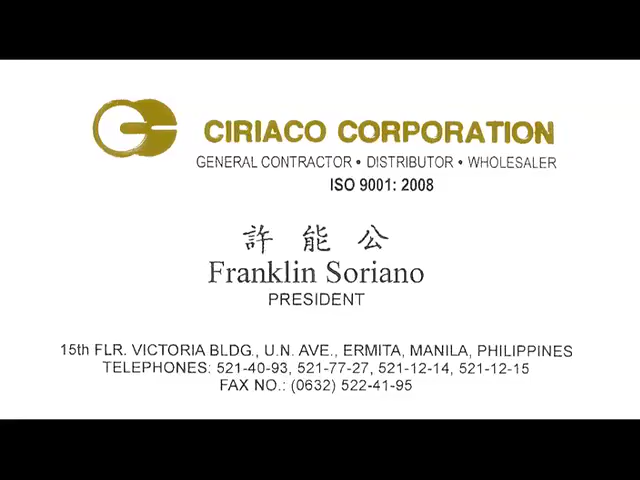 CIRIACO CORPORATION
GENERAL CONTRACTOR • DISTRIBUTOR • WHOLESALER
ISO 9001: 2008
許 能 公
Franklin Soriano
PRESIDENT
15th FLR. VICTORIA BLDG., U.N. AVE., ERMITA, MANILA, PHILIPPINES
TELEPHONES: 521-40-93, 521-77-27, 521-12-14, 521-12-15
FAX NO.: (0632) 522-41-95